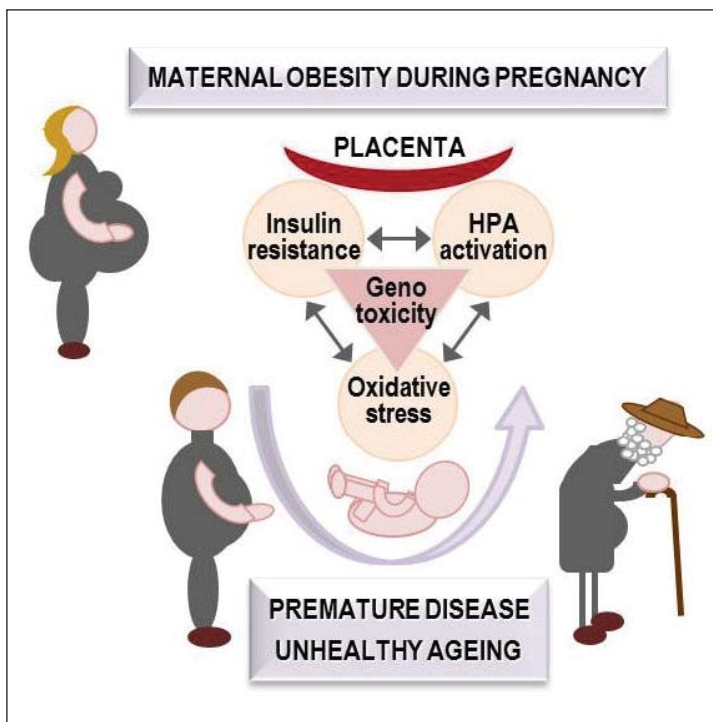 MATERNAL OBESITY DURING PREGNANCY
PLACENTA
Insulin
resistance
HPA
activation
Geno
toxicity
Oxidative
stress
PREMATURE DISEASE
UNHEALTHY AGEING